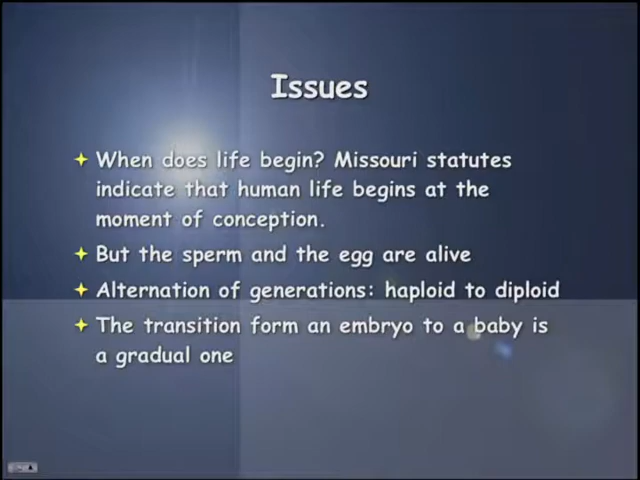 Issues
When does life begin? Missouri statutes
indicate that human life begins at the
moment of conception.
But the sperm and the egg are alive
Alternation of generations: haploid to diploid
The transition form an embryo to a baby is
a gradual one